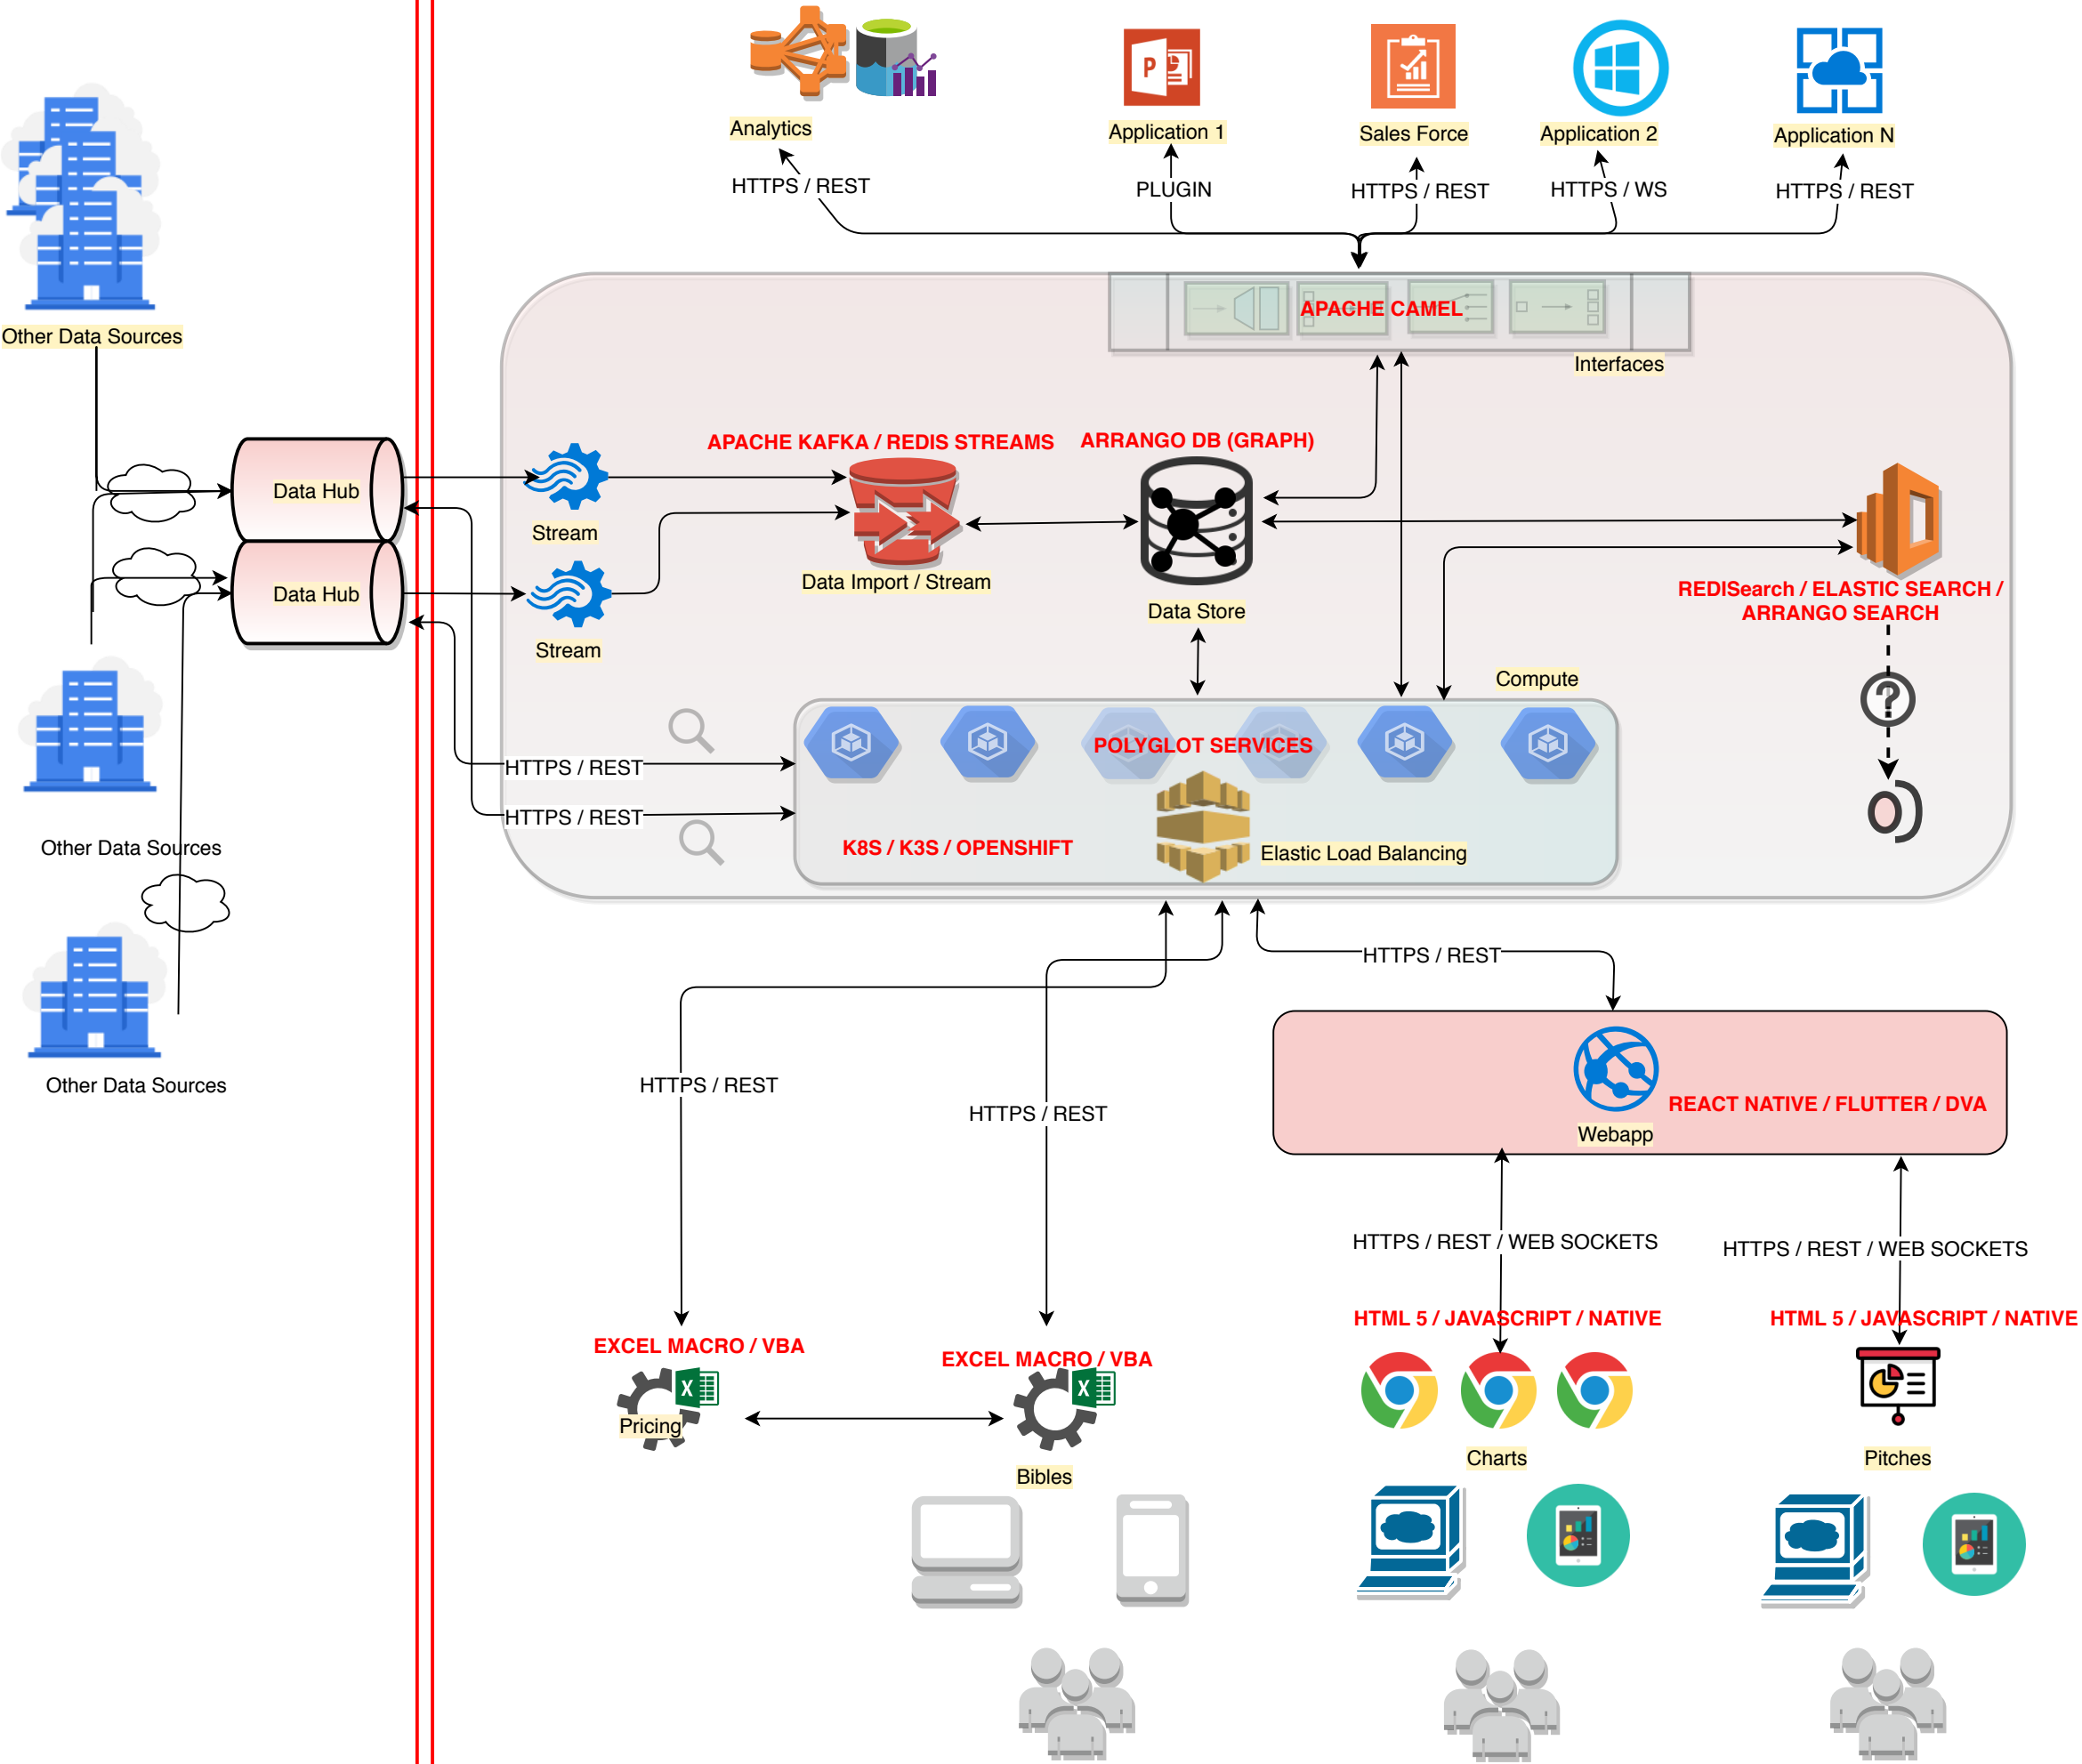 Analytics
Application 1
Sales Force
Application 2
Application N
HTTPS / REST
PLUGIN
HTTPS / REST
HTTPS / WS
HTTPS / REST
P
Other Data Sources
APACHE CAMEL
Interfaces
Data Hub
Data Hub
Stream
Stream
APACHE KAFKA / REDIS STREAMS
Data Import / Stream
ARRANGO DB (GRAPH)
Data Store
REDISearch / ELASTIC SEARCH /
ARRANGO SEARCH
?
Compute
POLYGLOT SERVICES
HTTPS / REST
HTTPS / REST
K8S / K3S / OPENSHIFT
Elastic Load Balancing
Other Data Sources
Other Data Sources
HTTPS / REST
HTTPS / REST
HTTPS / REST
REACT NATIVE / FLUTTER / DVA
Webapp
HTTPS / REST / WEB SOCKETS
HTTPS / REST / WEB SOCKETS
EXCEL MACRO / VBA
EXCEL MACRO / VBA
HTML 5 / JAVASCRIPT / NATIVE
HTML 5 / JAVASCRIPT / NATIVE
X
X
Pricing
Bibles
Charts
Pitches